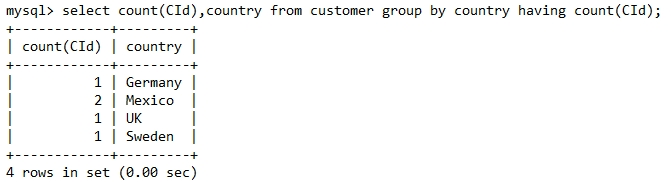 mysql> select count(CId),country from customer group by country having count(CId);
+------------+---------+
| count(CId) | country |
+------------+---------+
|          1 | Germany |
|          2 | Mexico  |
|          1 | UK      |
|          1 | Sweden  |
+------------+---------+
4 rows in set (0.00 sec)